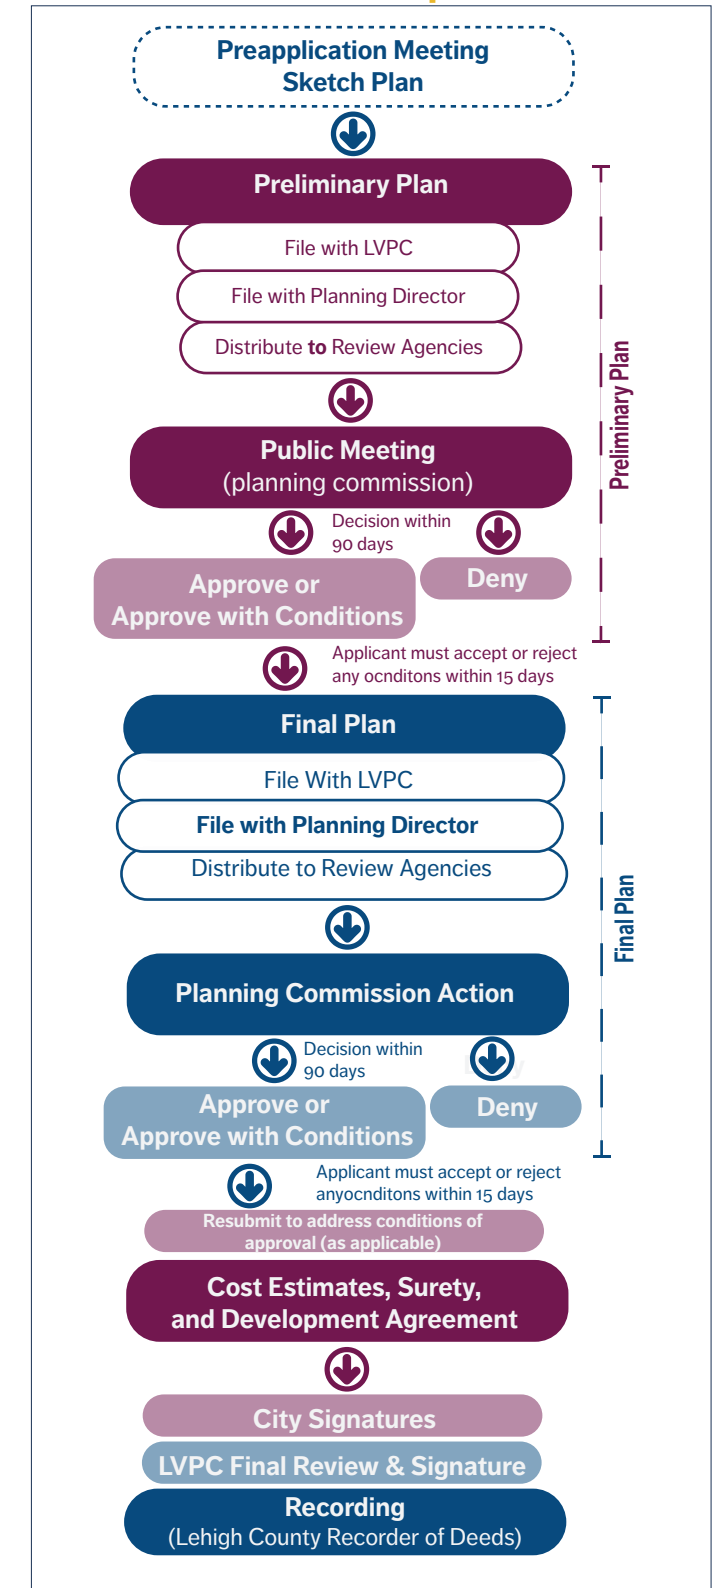 Preapplication Meeting
Sketch Plan
Preliminary Plan
File with LVPC
File with Planning Director
Distribute to Review Agencies
Preliminary Plan
Public Meeting
(planning commission)
Decision within
90 days
Approve or
Approve with Conditions
Deny
Applicant must accept or reject
any ocnditons within 15 days
Final Plan
File With LVPC
File with Planning Director
Distribute to Review Agencies
Final Plan
Planning Commission Action
Decision within
90 days
Approve or
Approve with Conditions
Deny
Applicant must accept or reject
anyocnditons within 15 days
Resubmit to address conditions of
approval (as applicable)
Cost Estimates, Surety,
and Development Agreement
City Signatures
LVPC Final Review & Signature
Recording
(Lehigh County Recorder of Deeds)